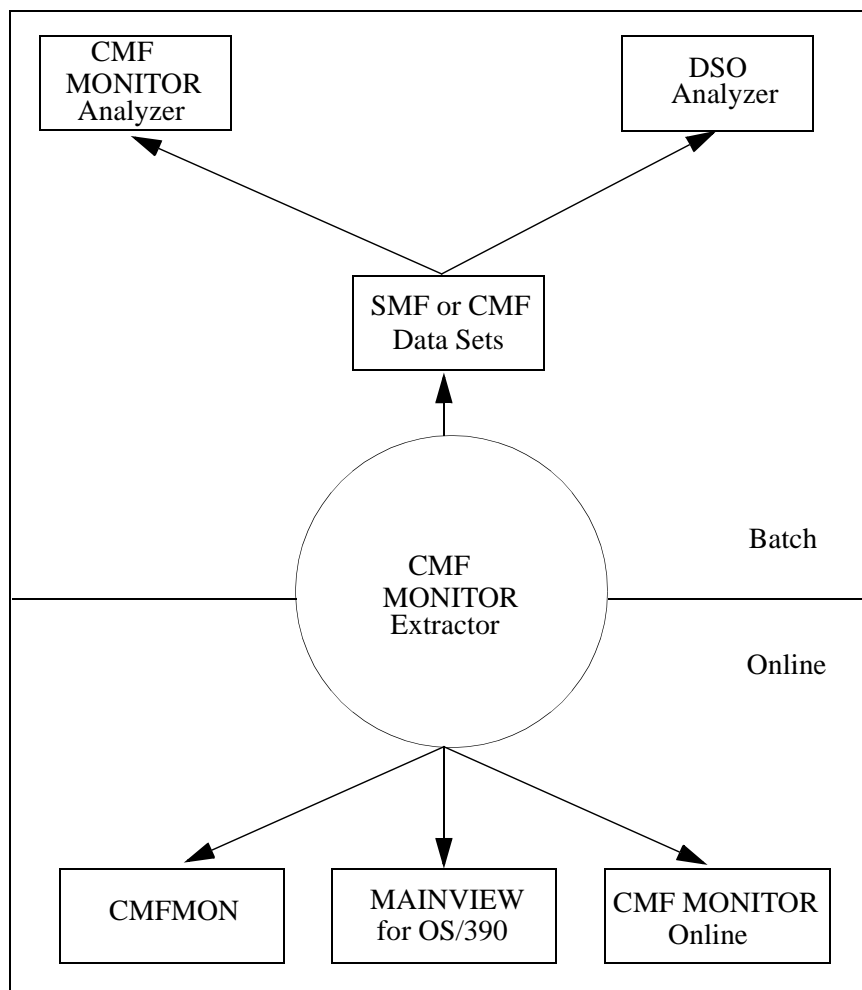 CMF
MONITOR
Analyzer
DSO
Analyzer
SMF or CMF
Data Sets
Batch
CMF
MONITOR
Extractor
Online
CMFMON
MAINVIEW
for OS/390
CMF MONITOR
Online